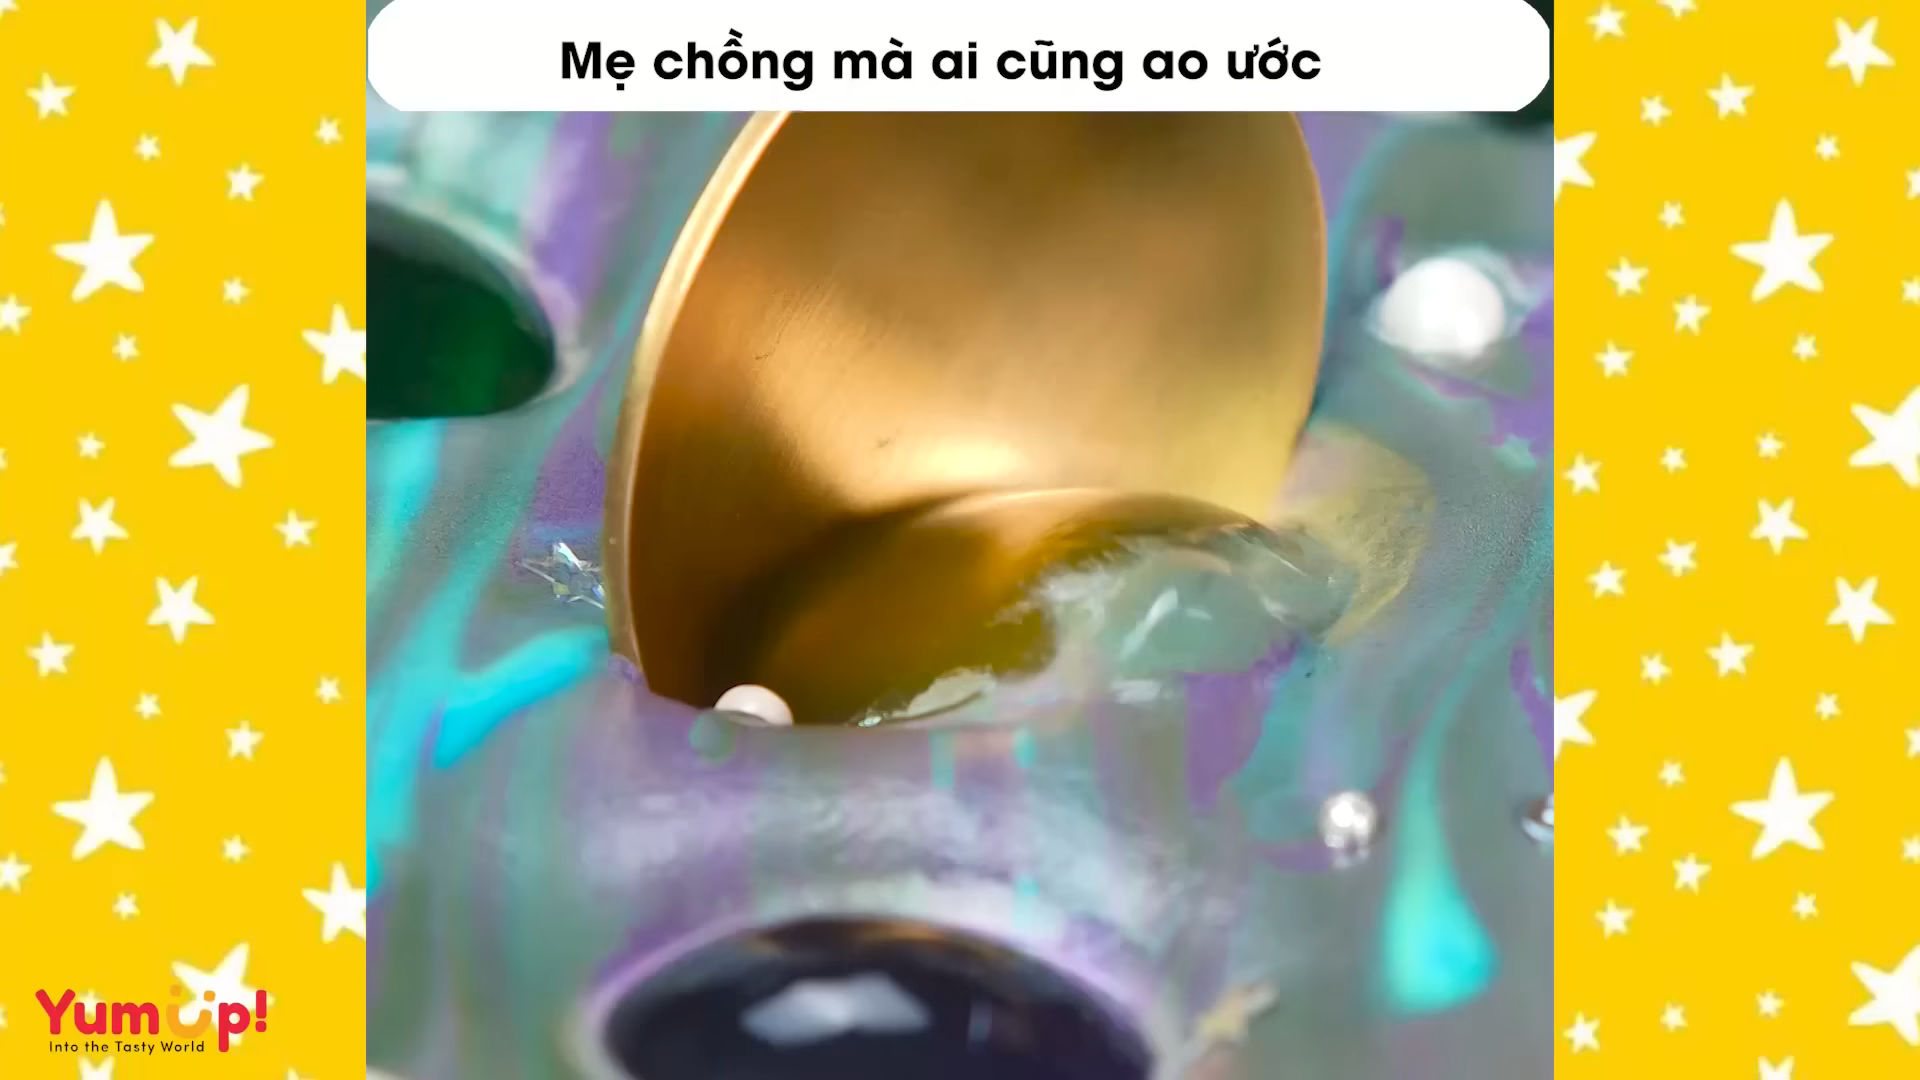 Mẹ chồng mà ai cũng ao ước
YumUp!
Into the Tasty World